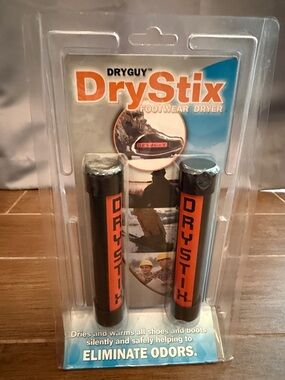 DRYGUY™
DryStix
FOOTWEAR DRYER
DRYSTIX
DRYSTIX
Dries and warms all shoes and boots
silently and safely helping to
ELIMINATE ODORS.